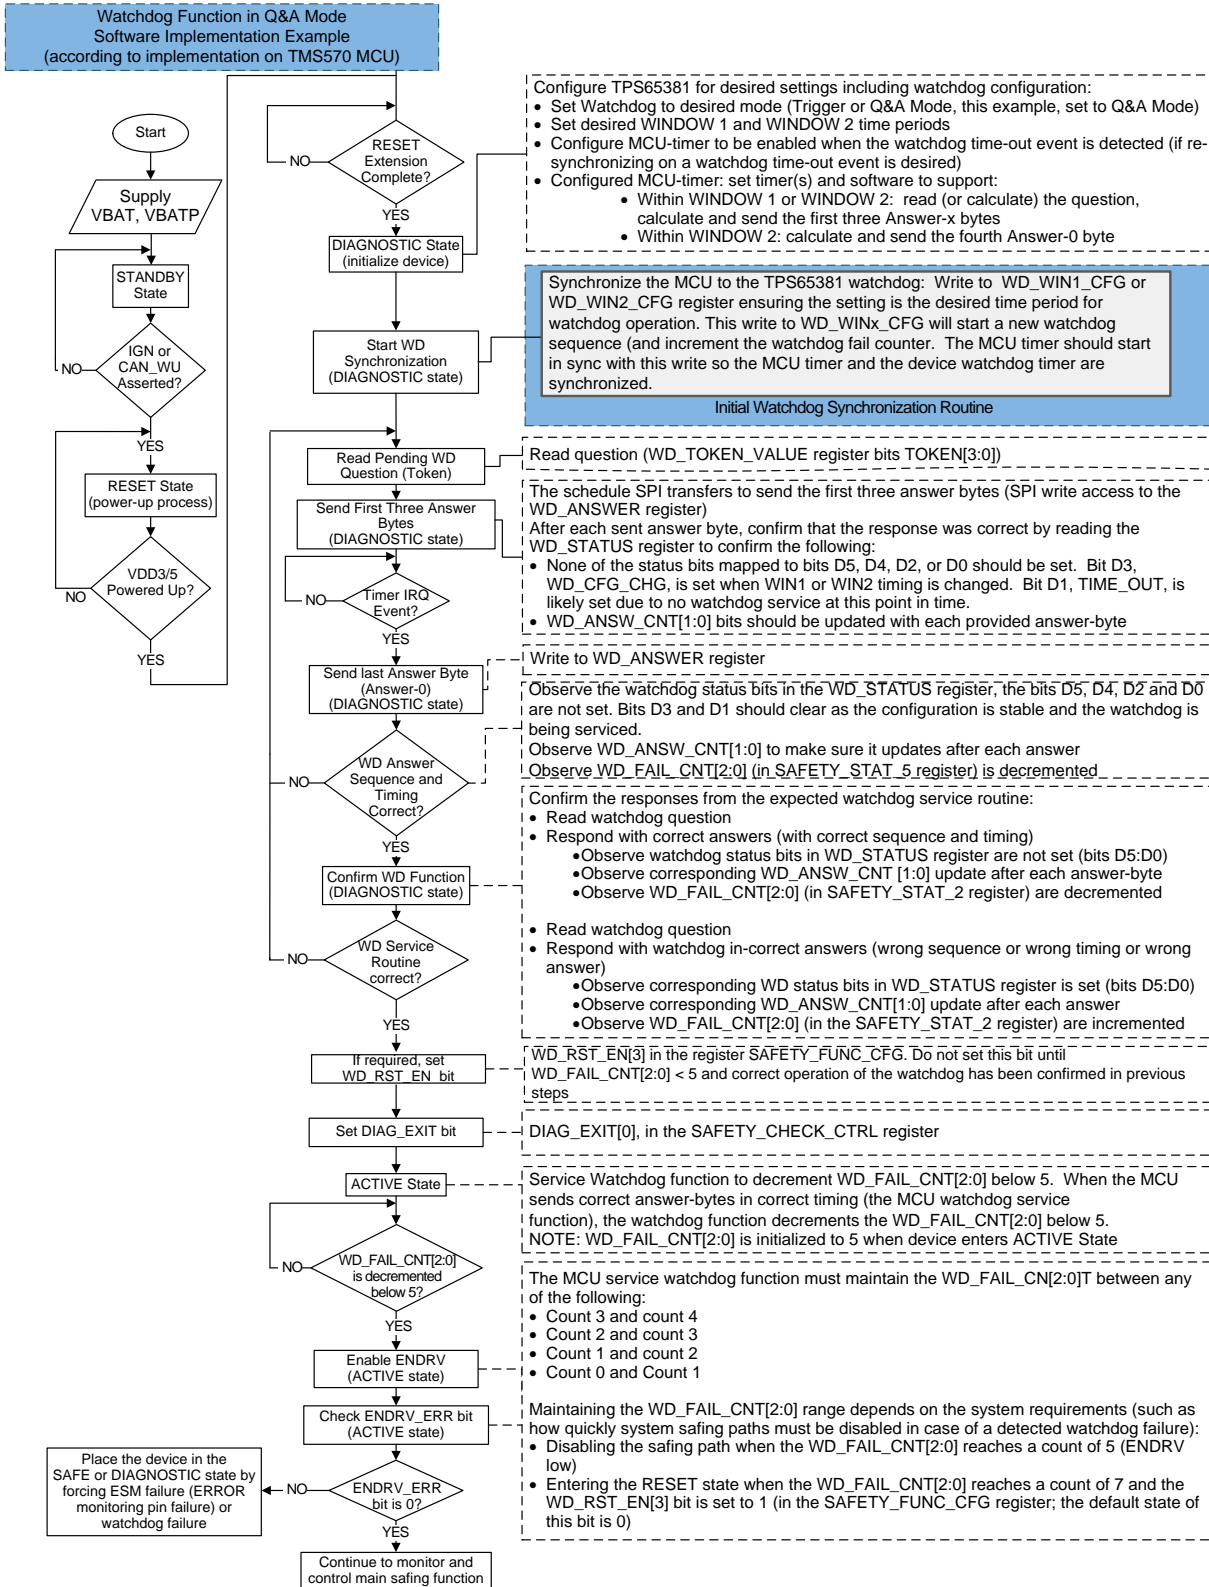 Watchdog Function in Q&A Mode
Software Implementation Example
(according to implementation on TMS570 MCU)
Start
Supply
VBAT, VBATP
STANDBY
State
IGN or
CAN_WU
Asserted?
NO
YES
RESET State
(power-up process)
VDD3/5
Powered Up?
NO
YES
RESET
Extension
Complete?
NO
YES
DIAGNOSTIC State
(initialize device)
Configure TPS65381 for desired settings including watchdog configuration:
• Set Watchdog to desired mode (Trigger or Q&A Mode, this example, set to Q&A Mode)
• Set desired WINDOW 1 and WINDOW 2 time periods
• Configure MCU-timer to be enabled when the watchdog time-out event is detected (if re-
synchronizing on a watchdog time-out event is desired)
• Configured MCU-timer: set timer(s) and software to support:
• Within WINDOW 1 or WINDOW 2: read (or calculate) the question,
calculate and send the first three Answer-x bytes
• Within WINDOW 2: calculate and send the fourth Answer-0 byte
Start WD
Synchronization
(DIAGNOSTIC state)
Synchronize the MCU to the TPS65381 watchdog: Write to WD_WIN1_CFG or
WD_WIN2_CFG register ensuring the setting is the desired time period for
watchdog operation. This write to WD_WINx_CFG will start a new watchdog
sequence (and increment the watchdog fail counter. The MCU timer should start
in sync with this write so the MCU timer and the device watchdog timer are
synchronized.
Initial Watchdog Synchronization Routine
Read Pending WD
Question (Token)
Read question (WD_TOKEN_VALUE register bits TOKEN[3:0])
Send First Three Answer
Bytes
(DIAGNOSTIC state)
The schedule SPI transfers to send the first three answer bytes (SPI write access to the
WD_ANSWER register)
After each sent answer byte, confirm that the response was correct by reading the
WD_STATUS register to confirm the following:
• None of the status bits mapped to bits D5, D4, D2, or D0 should be set. Bit D3,
WD_CFG_CHG, is set when WIN1 or WIN2 timing is changed. Bit D1, TIME_OUT, is
likely set due to no watchdog service at this point in time.
• WD_ANSW_CNT[1:0] bits should be updated with each provided answer-byte
Timer IRQ
Event?
NO
YES
Send last Answer Byte
(Answer-0)
(DIAGNOSTIC state)
Write to WD_ANSWER register
WD Answer
Sequence and
Timing
Correct?
NO
YES
Observe the watchdog status bits in the WD_STATUS register, the bits D5, D4, D2 and D0
are not set. Bits D3 and D1 should clear as the configuration is stable and the watchdog is
being serviced.
Observe WD_ANSW_CNT[1:0] to make sure it updates after each answer
Observe WD_FAIL_CNT[2:0] (in SAFETY_STAT_5 register) is decremented
Confirm WD Function
(DIAGNOSTIC state)
Confirm the responses from the expected watchdog service routine:
• Read watchdog question
• Respond with correct answers (with correct sequence and timing)
•Observe watchdog status bits in WD_STATUS register are not set (bits D5:D0)
•Observe corresponding WD_ANSW_CNT [1:0] update after each answer-byte
•Observe WD_FAIL_CNT[2:0] (in SAFETY_STAT_2 register) are decremented
• Read watchdog question
• Respond with watchdog in-correct answers (wrong sequence or wrong timing or wrong
answer)
•Observe corresponding WD status bits in WD_STATUS register is set (bits D5:D0)
•Observe corresponding WD_ANSW_CNT[1:0] update after each answer
•Observe WD_FAIL_CNT[2:0] (in the SAFETY_STAT_2 register) are incremented
WD Service
Routine
correct?
NO
YES
If required, set
WD_RST_EN bit
WD_RST_EN[3] in the register SAFETY_FUNC_CFG. Do not set this bit until
WD_FAIL_CNT[2:0] < 5 and correct operation of the watchdog has been confirmed in previous
steps
Set DIAG_EXIT bit
DIAG_EXIT[0], in the SAFETY_CHECK_CTRL register
ACTIVE State
Service Watchdog function to decrement WD_FAIL_CNT[2:0] below 5. When the MCU
sends correct answer-bytes in correct timing (the MCU watchdog service
function), the watchdog function decrements the WD_FAIL_CNT[2:0] below 5.
NOTE: WD_FAIL_CNT[2:0] is initialized to 5 when device enters ACTIVE State
WD_FAIL_CNT[2:0]
is decremented
below 5?
NO
YES
Enable ENDRV
(ACTIVE state)
The MCU service watchdog function must maintain the WD_FAIL_CN[2:0]T between any
of the following:
• Count 3 and count 4
• Count 2 and count 3
• Count 1 and count 2
• Count 0 and Count 1
Check ENDRV_ERR bit
(ACTIVE state)
Maintaining the WD_FAIL_CNT[2:0] range depends on the system requirements (such as
how quickly system safing paths must be disabled in case of a detected watchdog failure):
• Disabling the safing path when the WD_FAIL_CNT[2:0] reaches a count of 5 (ENDRV
low)
• Entering the RESET state when the WD_FAIL_CNT[2:0] reaches a count of 7 and the
WD_RST_EN[3] bit is set to 1 (in the SAFETY_FUNC_CFG register; the default state of
this bit is 0)
ENDRV_ERR
bit is 0?
NO
Place the device in the
SAFE or DIAGNOSTIC state by
forcing ESM failure (ERROR
monitoring pin failure) or
watchdog failure
YES
Continue to monitor and
control main safing function